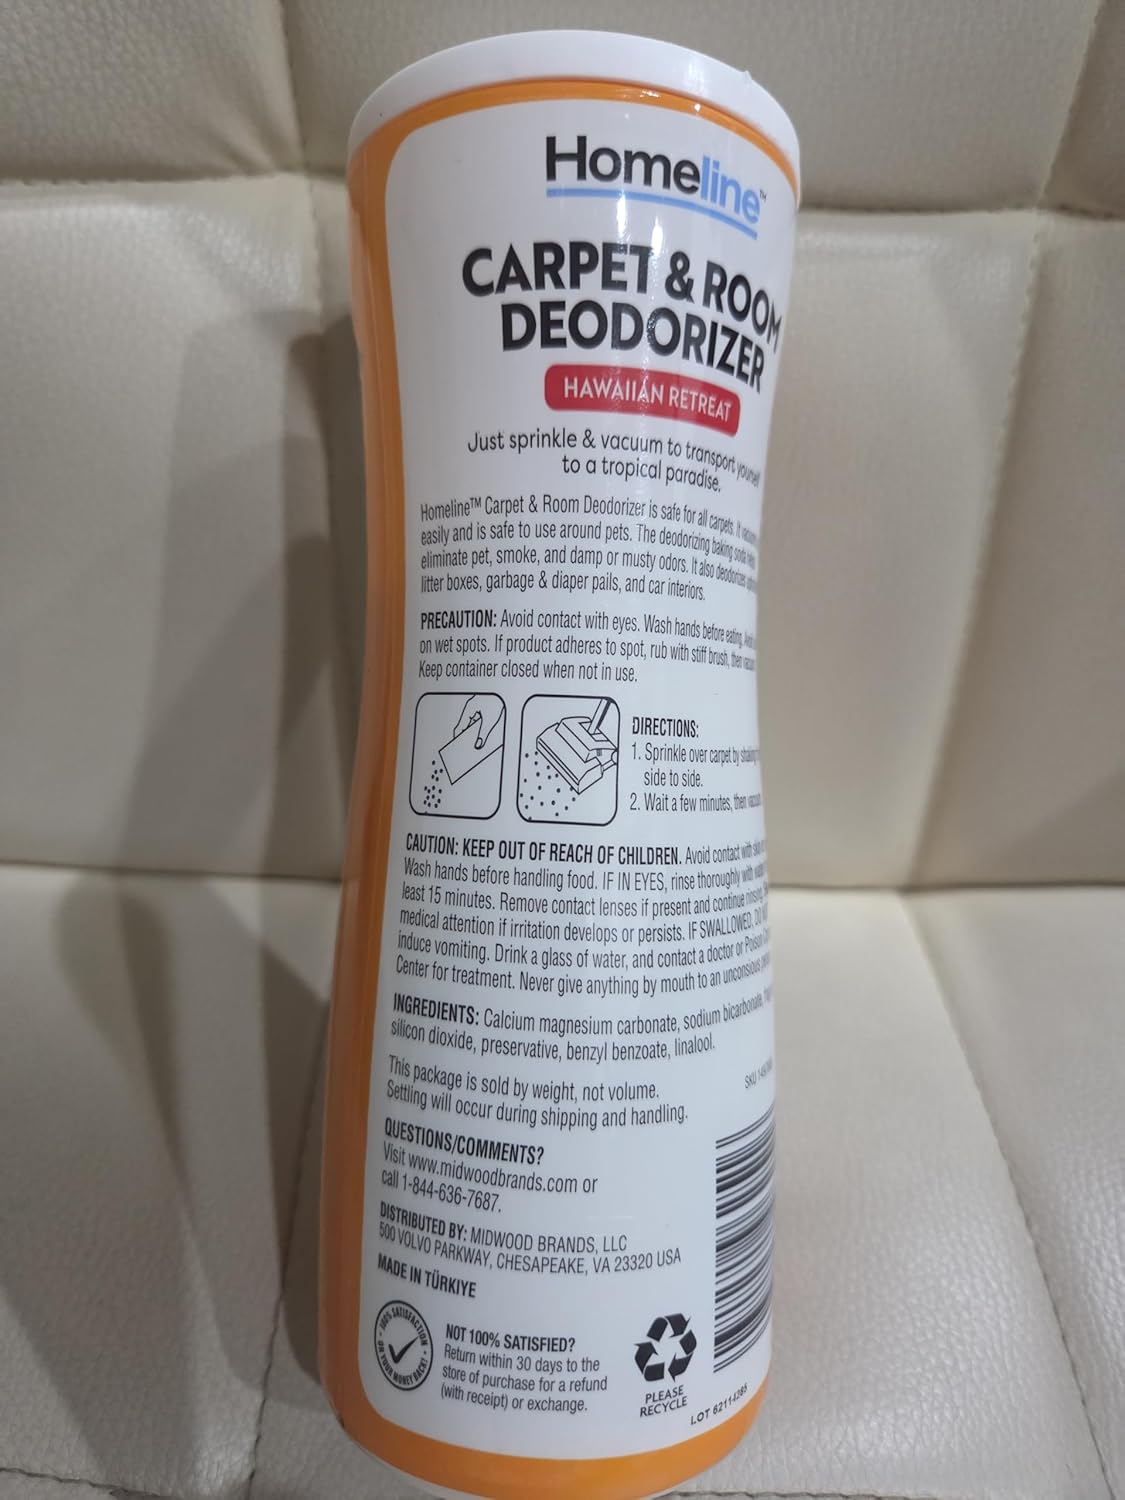 Homeline™
CARPET & ROOM
DEODORIZER
HAWAIIAN RETREAT
Just sprinkle & vacuum to transport yourself
to a tropical paradise.
Homeline™ Carpet & Room Deodorizer is safe for all carpets. It
easily and is safe to use around pets. The deodorizing baking soda
eliminate pet, smoke, and damp or musty odors. It also deodorizes
litter boxes, garbage & diaper pails, and car interiors.
PRECAUTION: Avoid contact with eyes. Wash hands before eating.
on wet spots. If product adheres to spot, rub with stiff brush, then
Keep container closed when not in use.
DIRECTIONS:
1. Sprinkle over carpet by shaking
side to side.
2. Wait a few minutes, then
CAUTION: KEEP OUT OF REACH OF CHILDREN. Avoid contact with
Wash hands before handling food. IF IN EYES, rinse thoroughly with
least 15 minutes. Remove contact lenses if present and continue rinsing.
medical attention if irritation develops or persists. IF SWALLOWED, DO
induce vomiting. Drink a glass of water, and contact a doctor or Poison
Center for treatment. Never give anything by mouth to an unconscious
INGREDIENTS: Calcium magnesium carbonate, sodium bicarbonate,
silicon dioxide, preservative, benzyl benzoate, linalool.
This package is sold by weight, not volume.
Settling will occur during shipping and handling.
SKU
QUESTIONS/COMMENTS?
Visit www.midwoodbrands.com or
call 1-844-636-7687.
DISTRIBUTED BY: MIDWOOD BRANDS, LLC
500 VOLVO PARKWAY, CHESAPEAKE, VA 23320 USA
MADE IN TÜRKIYE
100% SATISFACTION
OR YOUR MONEY BACK!
NOT 100% SATISFIED?
Return within 30 days to the
store of purchase for a refund
(with receipt) or exchange.
PLEASE
RECYCLE
LOT